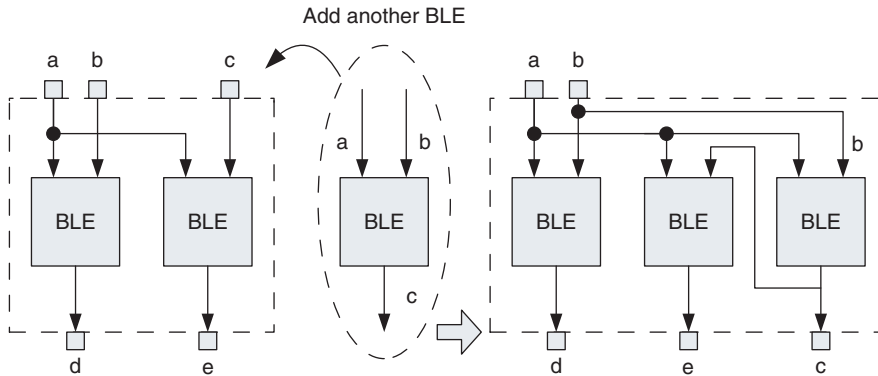 Add another BLE
a b c
a b
a b
b
BLE BLE BLE BLE BLE BLE
c
d e d e c